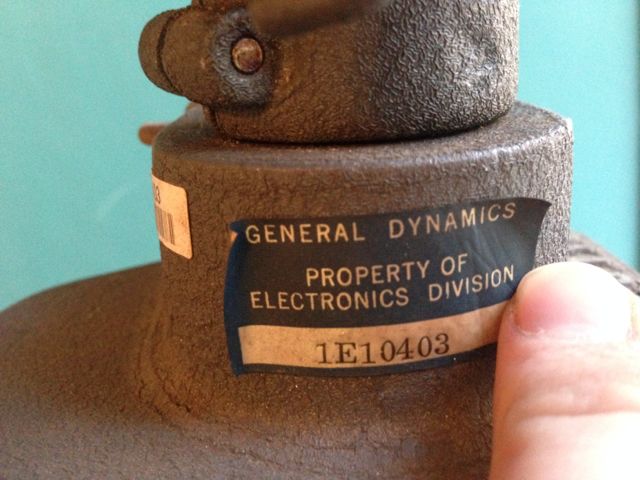 GENERAL DYNAMICS
PROPERTY OF
ELECTRONICS DIVISION
1E10403